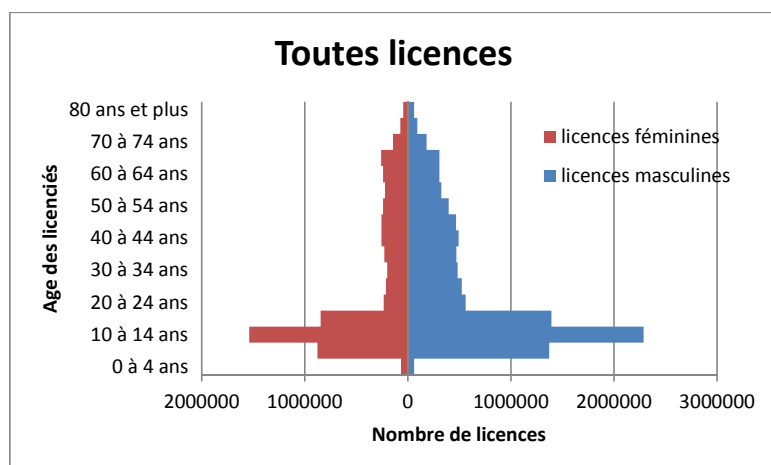 Toutes licences
80 ans et plus
70 à 74 ans
60 à 64 ans
50 à 54 ans
40 à 44 ans
30 à 34 ans
20 à 24 ans
10 à 14 ans
0 à 4 ans
Age des licenciés
licences féminines
licences masculines
2000000 1000000 0 1000000 2000000 3000000
Nombre de licences